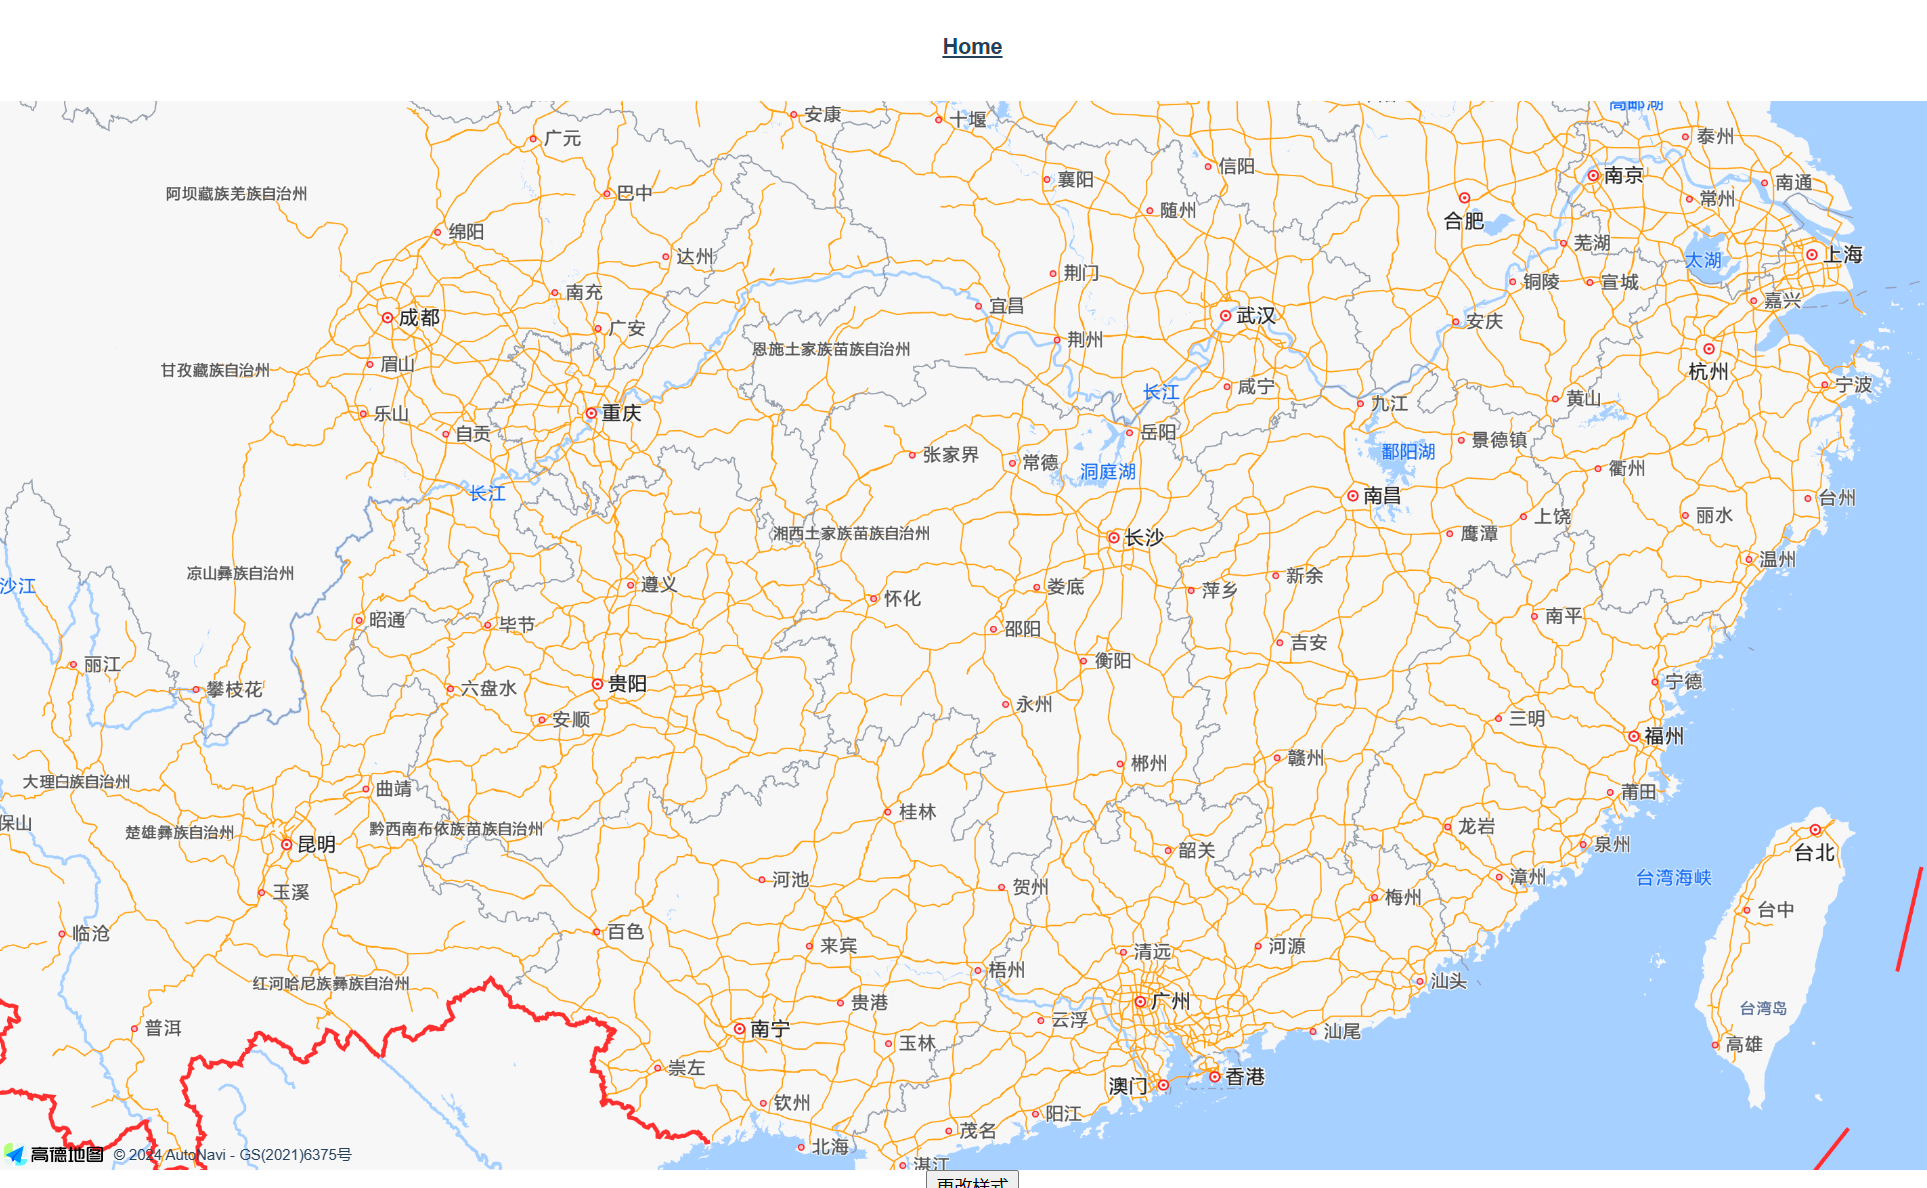 Home
高邮湖
安康
十堰
泰州
广元
信阳
南京
襄阳
南通
阿坝藏族羌族自治州
巴中
常州
随州
合肥
绵阳
芜湖
上海
达州
太湖
荆门
铜陵
宣城
南充
嘉兴
宜昌
成都
武汉
安庆
广安
荆州
恩施土家族苗族自治州
眉山
甘孜藏族自治州
杭州
宁波
咸宁
长江
黄山
九江
乐山
重庆
自贡
岳阳
景德镇
鄱阳湖
张家界
常德
洞庭湖
衢州
长江
南昌
台州
丽水
上饶
湘西土家族苗族自治州
鹰潭
长沙
温州
凉山彝族自治州
新余
沙江
遵义
娄底
萍乡
怀化
南平
昭通
毕节
邵阳
吉安
丽江
衡阳
宁德
贵阳
攀枝花
六盘水
永州
安顺
三明
福州
赣州
郴州
大理白族自治州
曲靖
莆田
桂林
保山
楚雄彝族自治州
黔西南布依族苗族自治州
龙岩
昆明
泉州
韶关
台北
河池
漳州
台湾海峡
贺州
玉溪
梅州
台中
临沧
百色
来宾
河源
清远
梧州
汕头
红河哈尼族彝族自治州
贵港
广州
台湾岛
云浮
普洱
南宁
汕尾
玉林
高雄
崇左
香港
澳门
钦州
阳江
茂名
北海
高德地图 © 2024 AutoNavi - GS(2021)6375号
湛江
更改样式